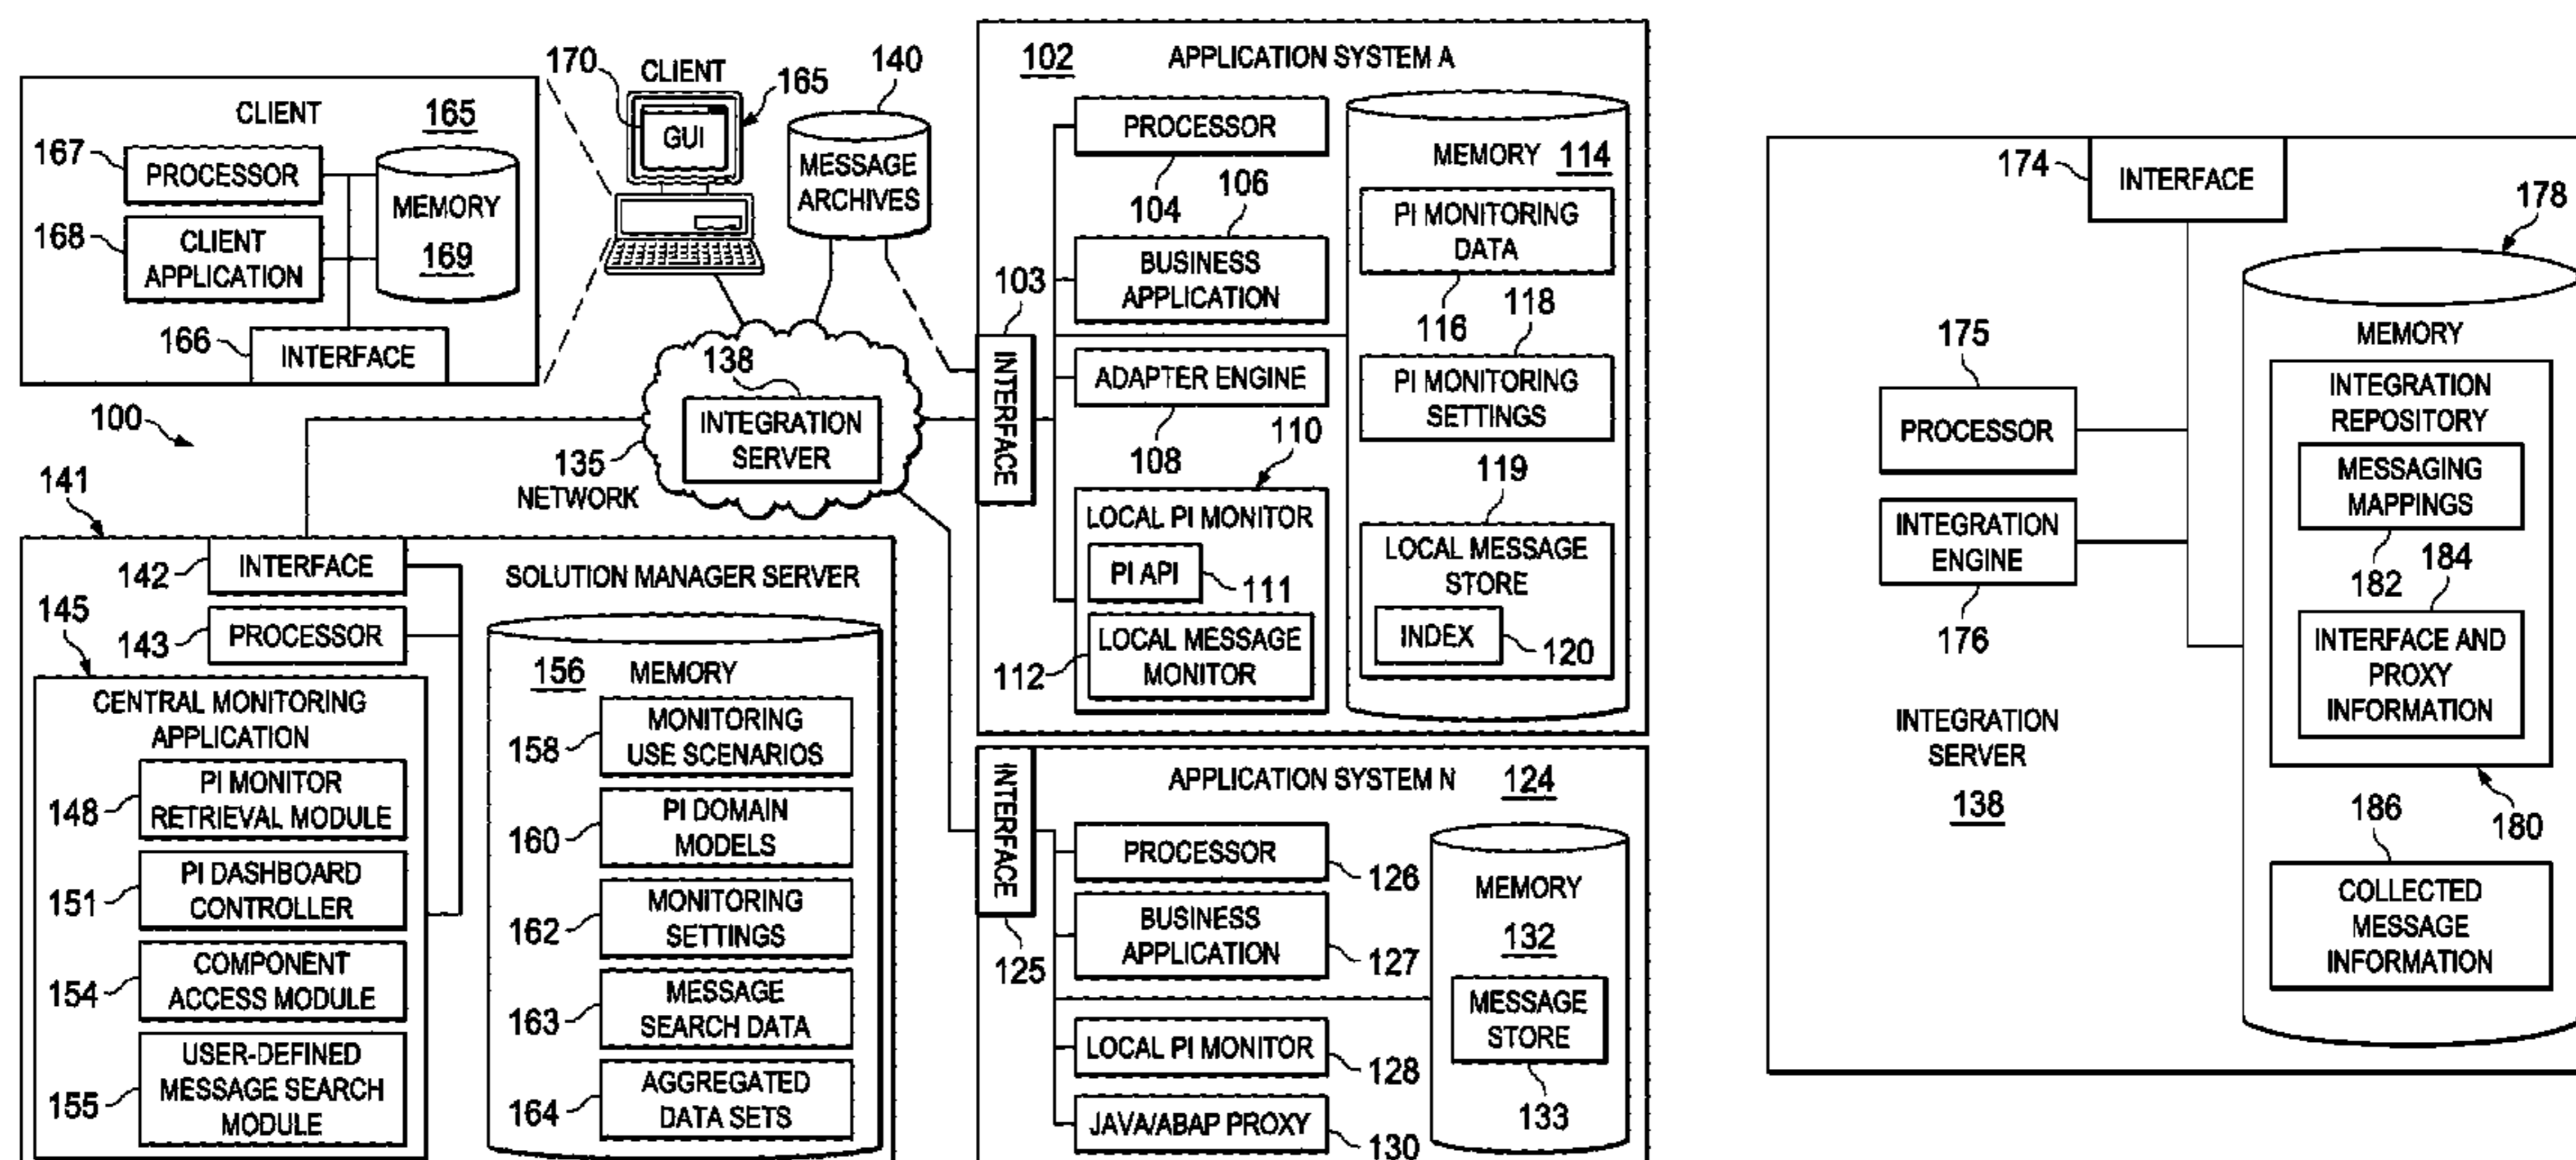 CLIENT
165
167
PROCESSOR
168
CLIENT
APPLICATION
MEMORY
169
166
INTERFACE
170
CLIENT
165
GUI
140
MESSAGE
ARCHIVES
100
138
INTEGRATION
SERVER
135
NETWORK
141
142
INTERFACE
SOLUTION MANAGER SERVER
143
PROCESSOR
145
CENTRAL MONITORING
APPLICATION
148
PI MONITOR
RETRIEVAL MODULE
151
PI DASHBOARD
CONTROLLER
154
COMPONENT
ACCESS MODULE
155
USER-DEFINED
MESSAGE SEARCH
MODULE
156
MEMORY
158
MONITORING
USE SCENARIOS
160
PI DOMAIN
MODELS
162
MONITORING
SETTINGS
163
MESSAGE
SEARCH DATA
164
AGGREGATED
DATA SETS
102
APPLICATION SYSTEM A
103
INTERFACE
PROCESSOR
104
106
BUSINESS
APPLICATION
ADAPTER ENGINE
108
110
LOCAL PI MONITOR
PI API
111
112
LOCAL MESSAGE
MONITOR
MEMORY
114
PI MONITORING
DATA
116
118
PI MONITORING
SETTINGS
119
LOCAL MESSAGE
STORE
INDEX
120
APPLICATION SYSTEM N
124
INTERFACE
125
PROCESSOR
126
BUSINESS
APPLICATION
127
LOCAL PI MONITOR
128
JAVA/ABAP PROXY
130
MEMORY
132
MESSAGE
STORE
133
174
INTERFACE
178
175
PROCESSOR
INTEGRATION
ENGINE
176
INTEGRATION
SERVER
138
MEMORY
INTEGRATION
REPOSITORY
MESSAGING
MAPPINGS
182
184
INTERFACE AND
PROXY
INFORMATION
180
186
COLLECTED
MESSAGE
INFORMATION